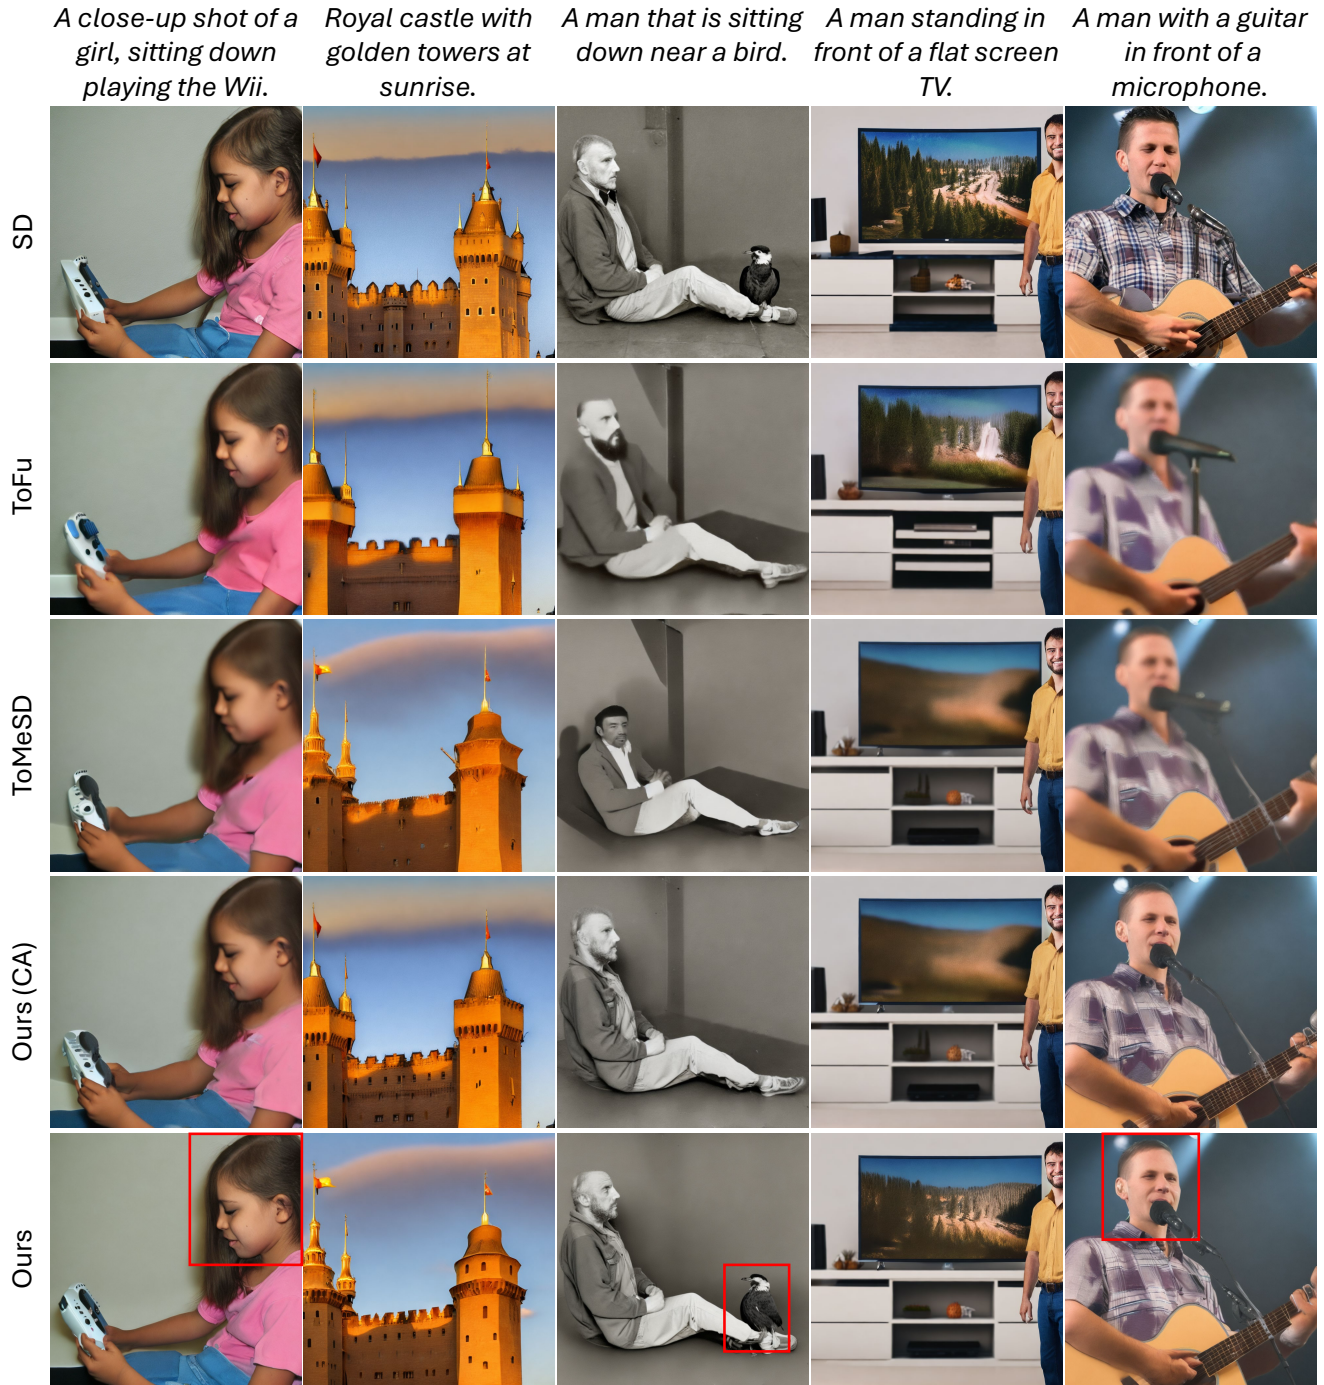 A close-up shot of a
girl, sitting down
playing the Wii.
Royal castle with
golden towers at
sunrise.
A man that is sitting
down near a bird.
A man standing in
front of a flat screen
TV.
A man with a guitar
in front of a
microphone.
SD
ToFu
ToMeSD
Ours (CA)
Ours